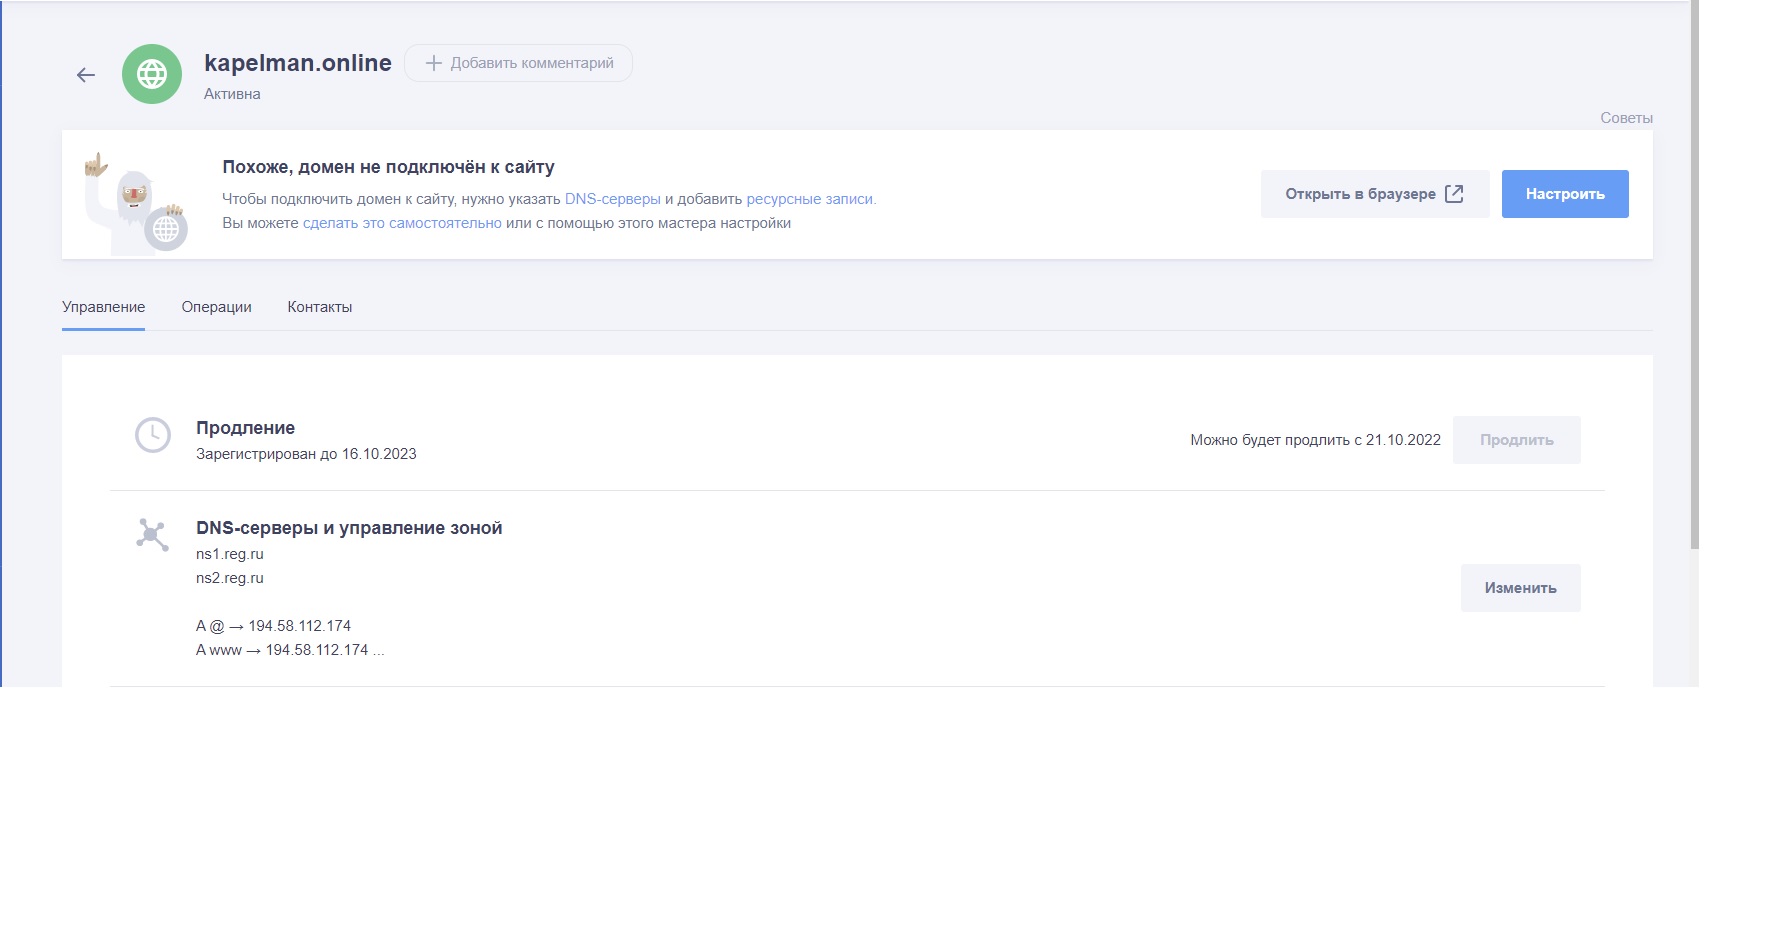 kapelman.online
Добавить комментарий
Активна
Советы
Похоже, домен не подключён к сайту
Чтобы подключить домен к сайту, нужно указать DNS-серверы и добавить ресурсные записи.
Вы можете сделать это самостоятельно или с помощью этого мастера настройки
Открыть в браузере
Настроить
Управление
Операции
Контакты
Продление
Зарегистрирован до 16.10.2023
Можно будет продлить с 21.10.2022
Продлить
DNS-серверы и управление зоной
ns1.reg.ru
ns2.reg.ru
A @ → 194.58.112.174
A www → 194.58.112.174 ...
Изменить